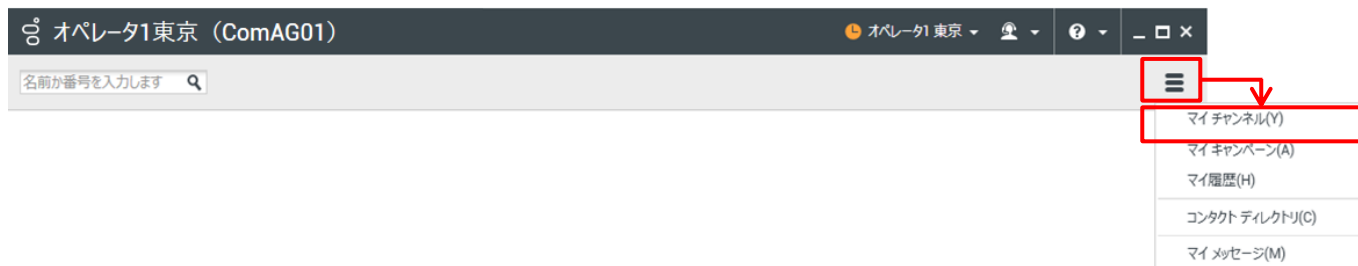 オペレータ1東京（ComAG01）
オペレータ1 東京
名前か番号を入力します
マイ チャンネル(Y)
マイ キャンペーン(A)
マイ履歴(H)
コンタクト ディレクトリ(C)
マイ メッセージ(M)